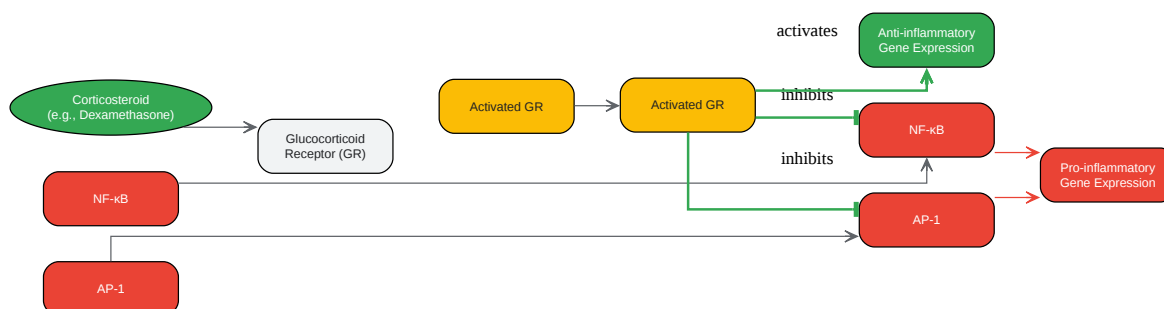 activates
Anti-inflammatory
Gene Expression
Corticosteroid
(e.g., Dexamethasone)
Activated GR
Activated GR
inhibits
NF-κB
Glucocorticoid
Receptor (GR)
inhibits
Pro-inflammatory
Gene Expression
NF-κB
AP-1
AP-1